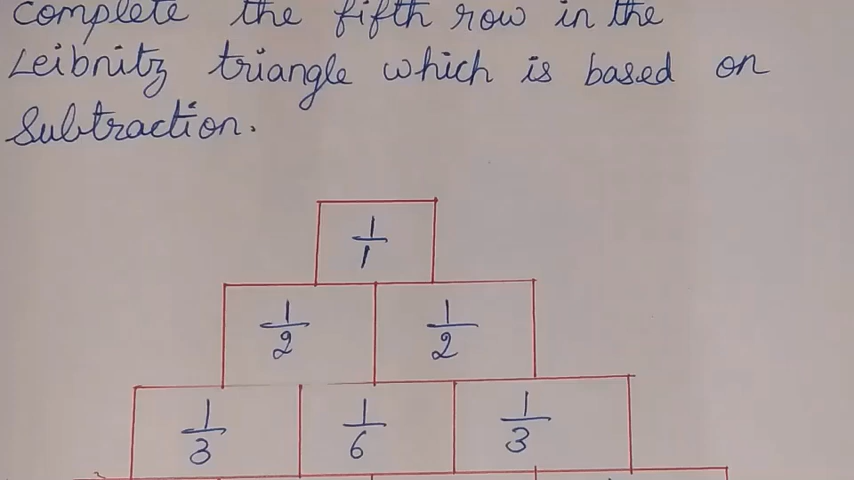 Complete the fifth row in the
Leibnitz triangle which is based on
Subtraction.
1/1
1/2 1/2
1/3 1/6 1/3